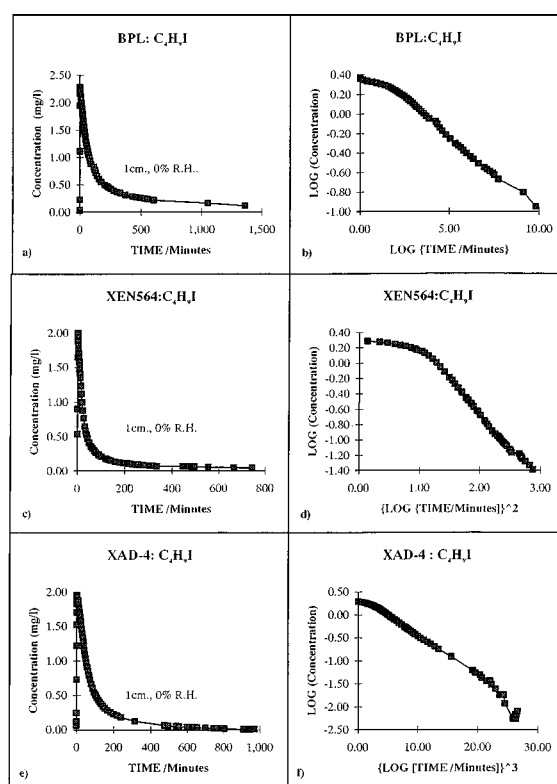 BPL: C₄H₉I
Concentration (mg/l)
2.50
2.00
1.50
1.00
0.50
0.00
1cm., 0% R.H..
0
500
1,000
1,500
TIME /Minutes
a)
BPL:C₄H₉I
LOG (Concentration)
0.40
0.20
0.00
-0.20
-0.40
-0.60
-0.80
-1.00
0.00
5.00
10.00
LOG {TIME/Minutes}
b)
XEN564:C₄H₉I
Concentration (mg/l)
2.00
1.50
1.00
0.50
0.00
1cm., 0% R.H.
0
200
400
600
800
TIME /Minutes
c)
XEN564:C₄H₉I
LOG (Concentration)
0.40
0.20
0.00
-0.20
-0.40
-0.60
-0.80
-1.00
-1.20
-1.40
0.00
1.00
2.00
3.00
{LOG {TIME/Minutes]}^2
d)
XAD-4: C₄H₉I
Concentration (mg/l)
2.00
1.50
1.00
0.50
0.00
1cm., 0% R.H.
0
200
400
600
800
1,000
TIME /Minutes
e)
XAD-4 : C₄H₉I
LOG (Concentration)
0.50
0.00
-0.50
-1.00
-1.50
-2.00
-2.50
0.00
10.00
20.00
30.00
{LOG [TIME /Minutes]}^3
f)